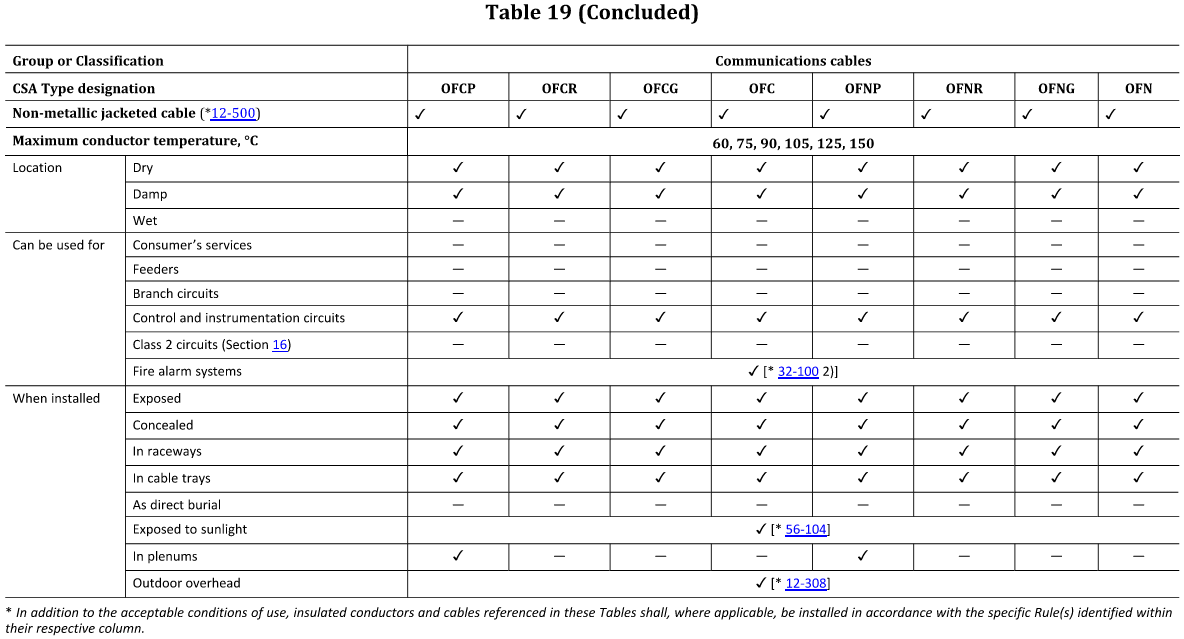 Table 19 (Concluded)
Group or Classification Communications cables
CSA Type designation OFCP OFCR OFCG OFC OFNP OFNR OFNG OFN
Non-metallic jacketed cable (*12-500) ✓ ✓ ✓ ✓ ✓ ✓ ✓ ✓
Maximum conductor temperature, °C 60, 75, 90, 105, 125, 150
Location Dry ✓ ✓ ✓ ✓ ✓ ✓ ✓ ✓
Damp ✓ ✓ ✓ ✓ ✓ ✓ ✓ ✓
Wet — — — — — — — —
Can be used for Consumer’s services — — — — — — — —
Feeders — — — — — — — —
Branch circuits — — — — — — — —
Control and instrumentation circuits ✓ ✓ ✓ ✓ ✓ ✓ ✓ ✓
Class 2 circuits (Section 16) — — — — — — — —
Fire alarm systems ✓ [* 32-100 2)]
When installed Exposed ✓ ✓ ✓ ✓ ✓ ✓ ✓ ✓
Concealed ✓ ✓ ✓ ✓ ✓ ✓ ✓ ✓
In raceways ✓ ✓ ✓ ✓ ✓ ✓ ✓ ✓
In cable trays ✓ ✓ ✓ ✓ ✓ ✓ ✓ ✓
As direct burial — — — — — — — —
Exposed to sunlight ✓ [* 56-104]
In plenums ✓ — — — ✓ — — —
Outdoor overhead ✓ [* 12-308]
* In addition to the acceptable conditions of use, insulated conductors and cables referenced in these Tables shall, where applicable, be installed in accordance with the specific Rule(s) identified within
their respective column.